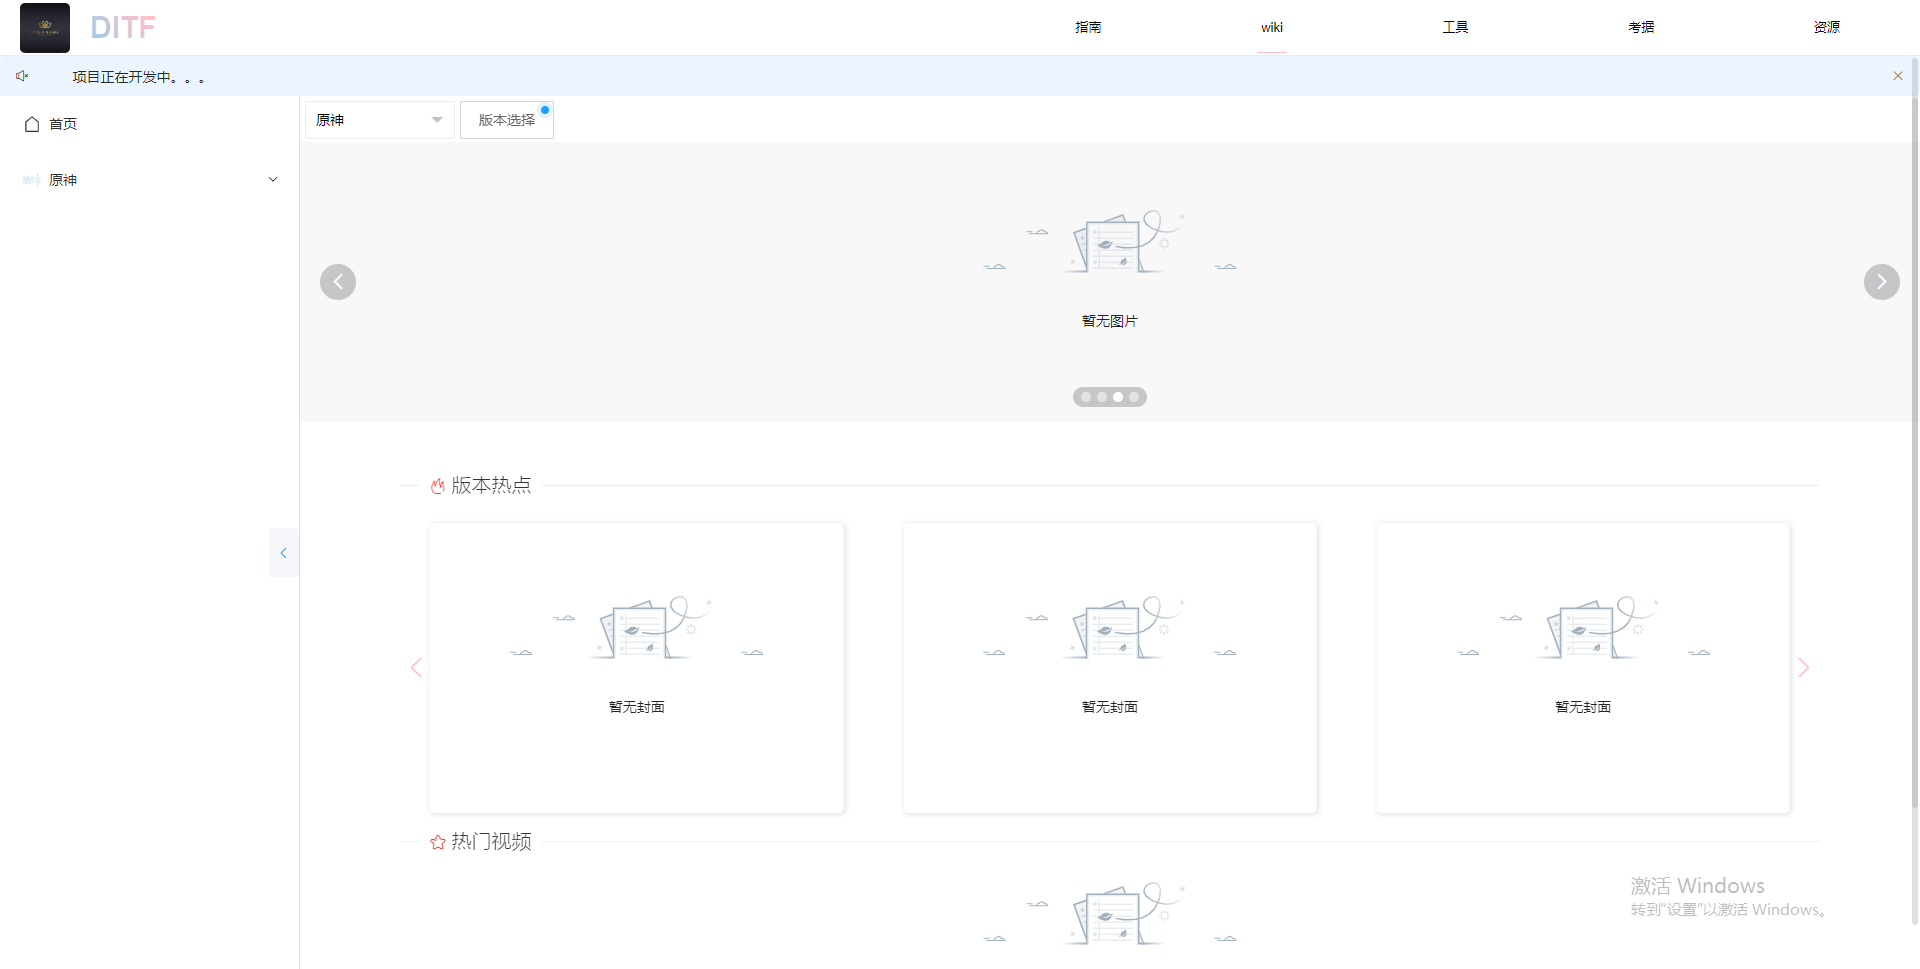 DITF
指南
wiki
工具
考据
资源
项目正在开发中。。。
首页
原神
原神
版本选择
暂无图片
版本热点
暂无封面
暂无封面
暂无封面
热门视频
激活 Windows
转到“设置”以激活 Windows。